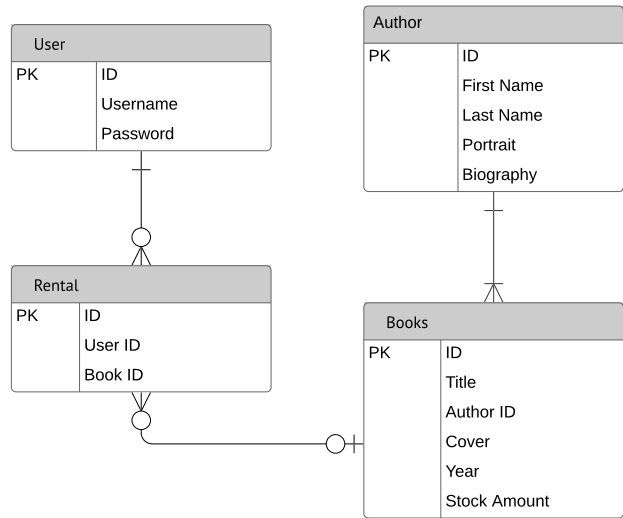 User
PK ID
Username
Password
Author
PK ID
First Name
Last Name
Portrait
Biography
Rental
PK ID
User ID
Book ID
Books
PK ID
Title
Author ID
Cover
Year
Stock Amount